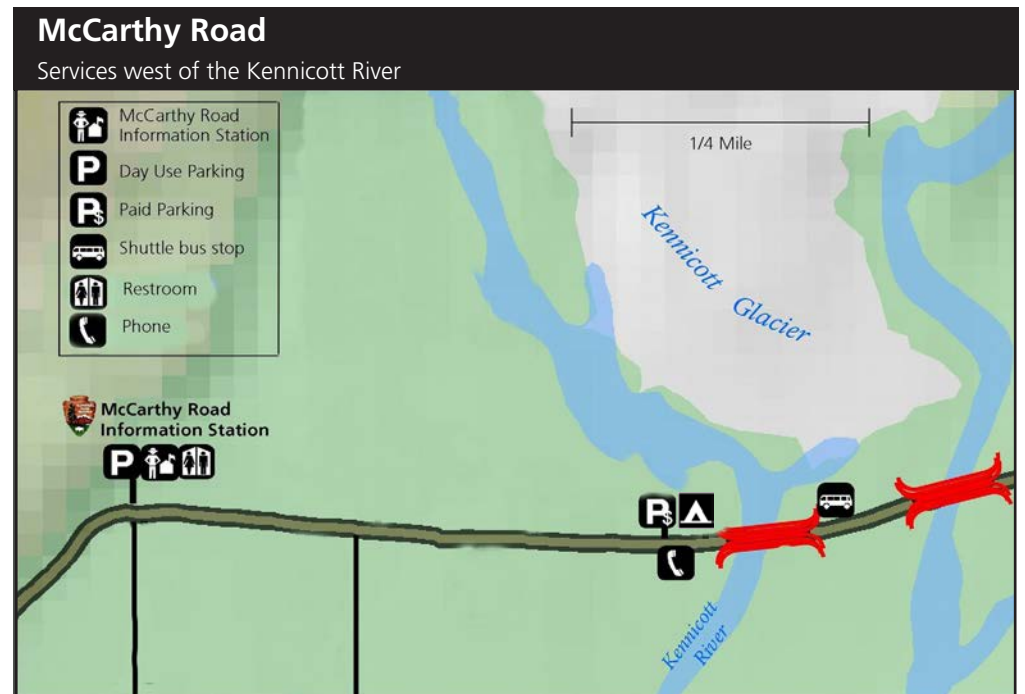 McCarthy Road
Services west of the Kennicott River
McCarthy Road
Information Station
P
Day Use Parking
P$
Paid Parking
Shuttle bus stop
Restroom
Phone
1/4 Mile
Kennicott Glacier
McCarthy Road
Information Station
P
P$
Kennicott
River